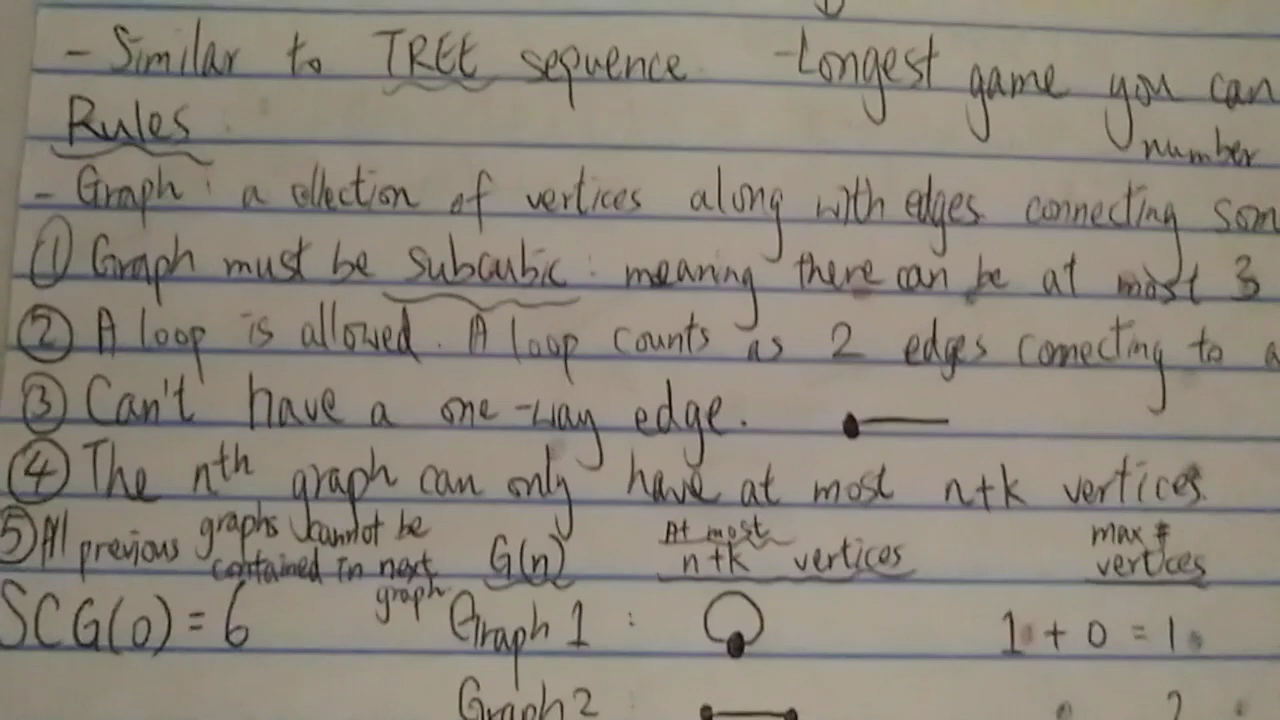 - Similar to TREE sequence -Longest game you can
number
Rules.
- Graph: a ollection of vertices along with edges connecting som
① Graph must be subcubic: meaning there can be at most 3
② A loop is allowed. A loop counts as 2 edges connecting to a
③ Can't have a one-way edge.
④ The nth graph can only have at most n+k vertices.
⑤ All previous graphs cannot be contained in next graph.
G(n) At most n+k vertices max # vertices
SCG(0) = 6 Graph 1 : 1 + 0 = 1.
Graph 2 2